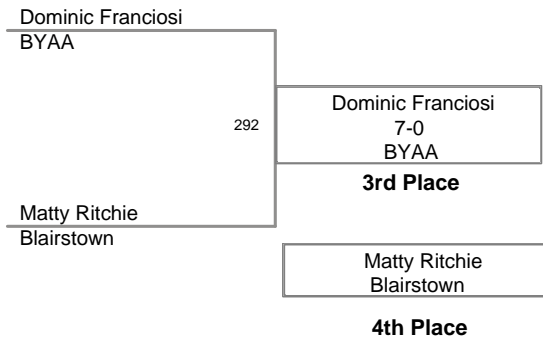 Dominic Franciosi
BYAA
292
Dominic Franciosi
7-0
BYAA
3rd Place
Matty Ritchie
Blairstown
Matty Ritchie
Blairstown
4th Place